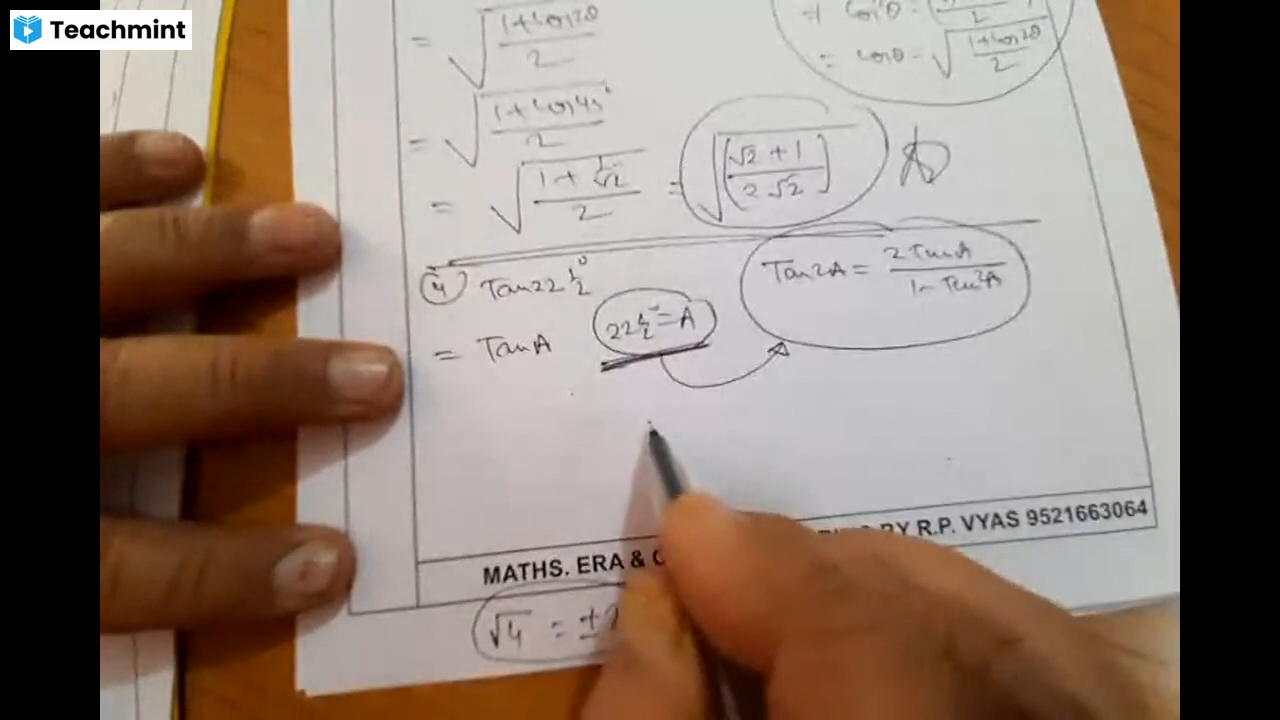 Teachmint
= √(1+cos2θ/2)
⇒ cosθ = √(1+cos2θ/2)
= √(1+cos45°/2)
= √(1+1/√2 / 2) = √[(√2+1)/(2√2)]
④ Tan22½°
Tan2A = 2TanA/1-Tan²A
= TanA 22½° = A
MATHS. ERA & BY R.P. VYAS 9521663064
√4 = ±2